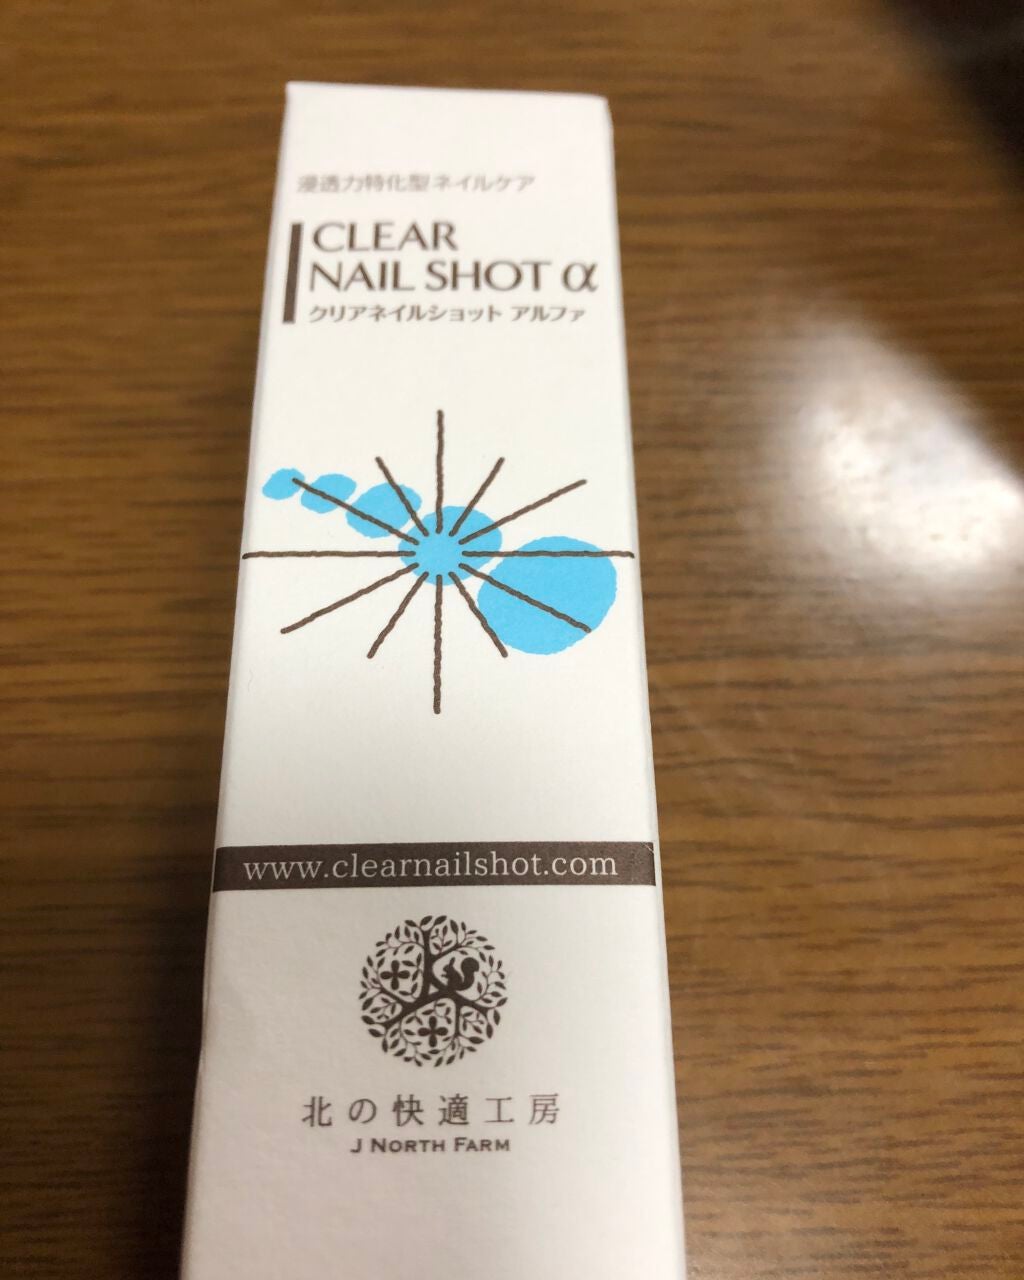 浸透力特化型ネイルケア
CLEAR
NAIL SHOT α
クリアネイルショット アルファ
www.clearnailshot.com
北の快適工房
J NORTH FARM